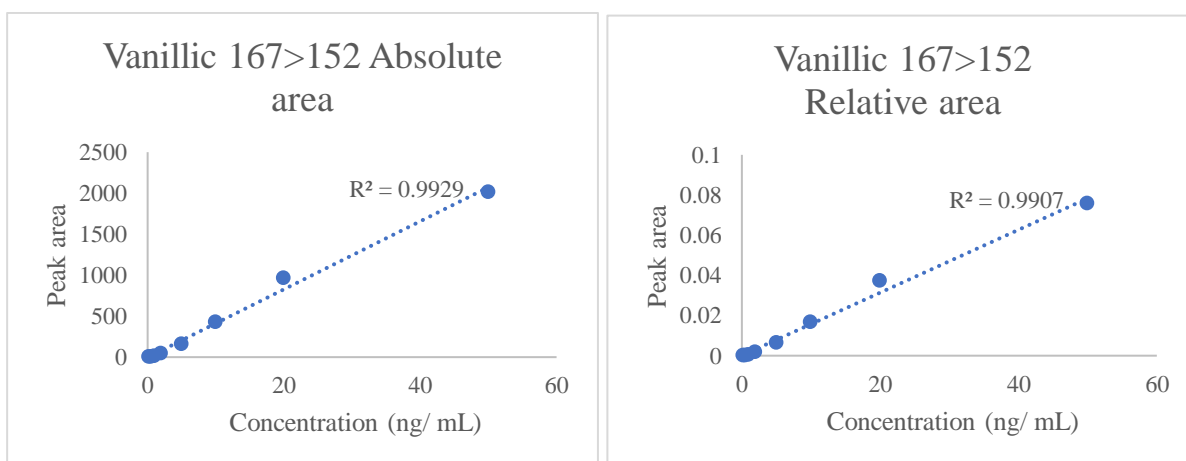 Vanillic 167>152 Absolute
area
2500
2000
1500
1000
500
0
Peak area
R² = 0.9929
0 20 40 60
Concentration (ng/ mL)
Vanillic 167>152
Relative area
0.1
0.08
0.06
0.04
0.02
0
Peak area
R² = 0.9907
0 20 40 60
Concentration (ng/ mL)